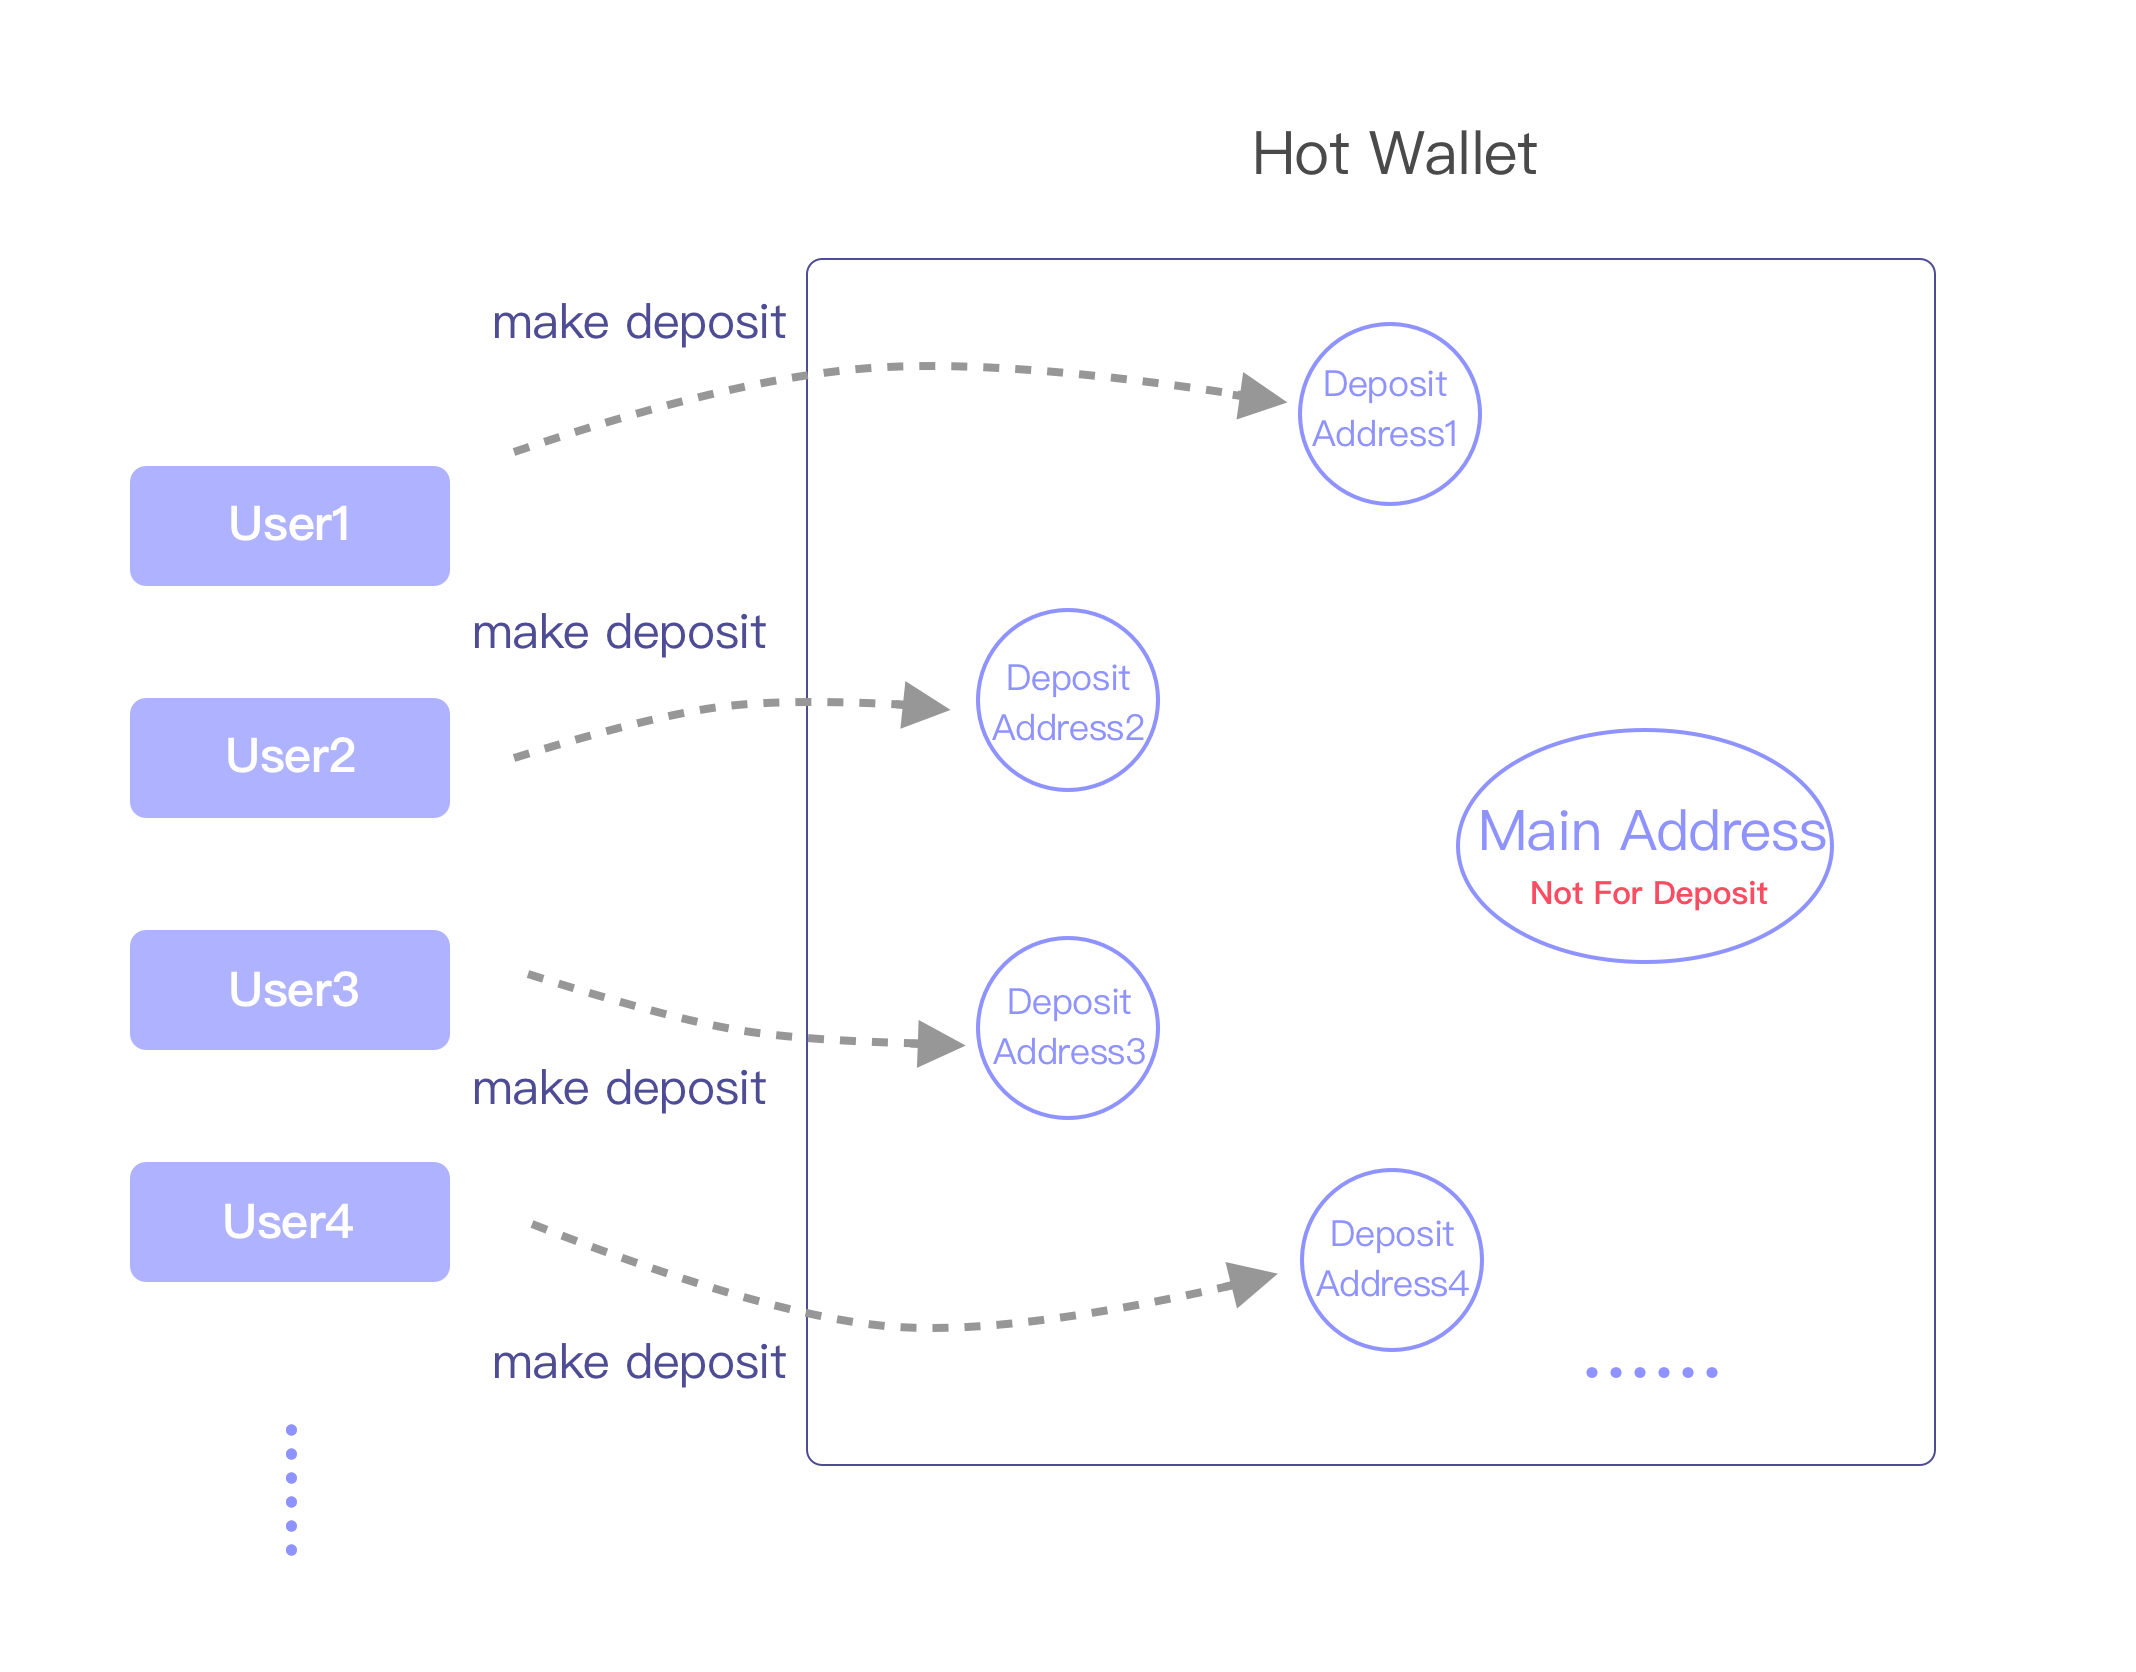 Hot Wallet
make deposit
Deposit
Address1
User1
make deposit
Deposit
Address2
User2
Main Address
Not For Deposit
User3
Deposit
Address3
make deposit
User4
Deposit
Address4
make deposit